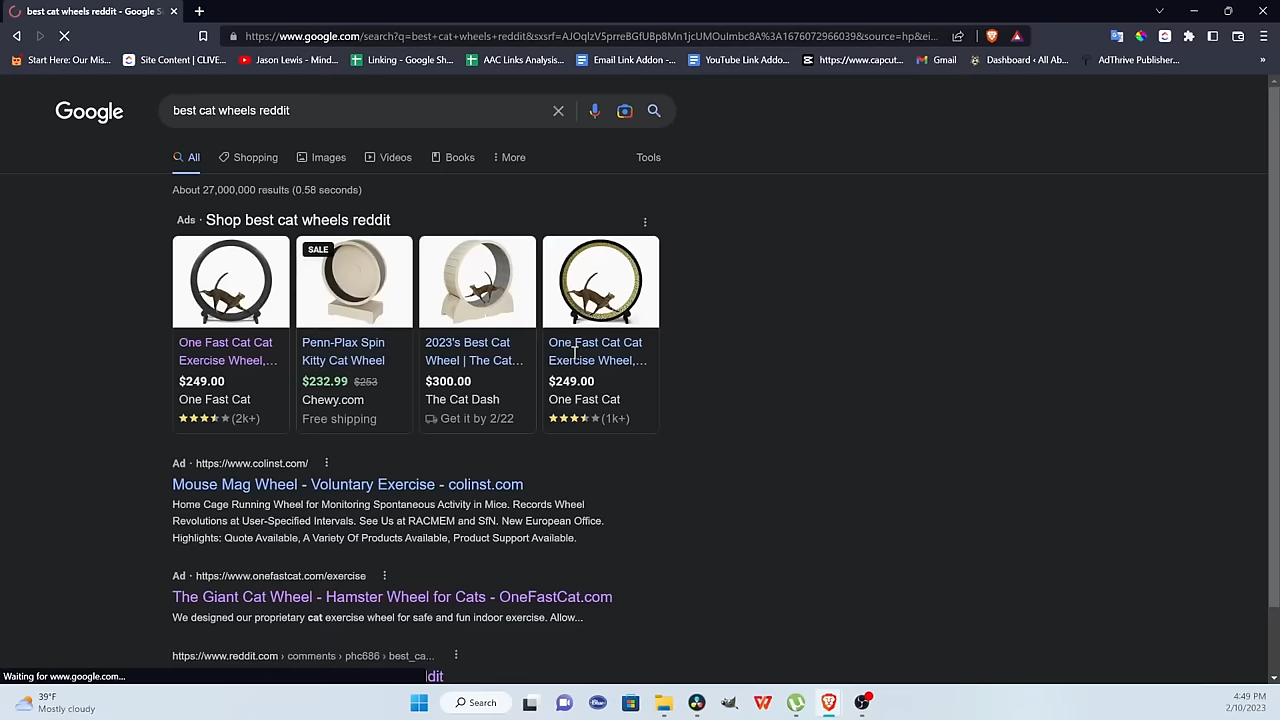 best cat wheels reddit - Google S
https://www.google.com/search?q=best+cat+wheels+reddit&sxsrf=AJOqlzV5prreBGfUBp8Mn1jcUMOuImbc8A%3A1676072966039&source=hp&ei...
Start Here: Our Mis...
Site Content | CLIVE...
Jason Lewis - Mind...
Linking - Google Sh...
AAC Links Analysis...
Email Link Addon -...
YouTube Link Addo...
https://www.capcut...
Gmail
Dashboard ‹ All Ab...
AdThrive Publisher...
»
Google
best cat wheels reddit
All
Shopping
Images
Videos
Books
More
Tools
About 27,000,000 results (0.58 seconds)
Ads · Shop best cat wheels reddit
SALE
One Fast Cat Cat
Exercise Wheel,...
$249.00
One Fast Cat
(2k+)
Penn-Plax Spin
Kitty Cat Wheel
$232.99 $253
Chewy.com
Free shipping
2023's Best Cat
Wheel | The Cat...
$300.00
The Cat Dash
Get it by 2/22
One Fast Cat Cat
Exercise Wheel,...
$249.00
One Fast Cat
(1k+)
Ad · https://www.colinst.com/
Mouse Mag Wheel - Voluntary Exercise - colinst.com
Home Cage Running Wheel for Monitoring Spontaneous Activity in Mice. Records Wheel
Revolutions at User-Specified Intervals. See Us at RACMEM and SfN. New European Office.
Highlights: Quote Available, A Variety Of Products Available, Product Support Available.
Ad · https://www.onefastcat.com/exercise
The Giant Cat Wheel - Hamster Wheel for Cats - OneFastCat.com
We designed our proprietary cat exercise wheel for safe and fun indoor exercise. Allow...
https://www.reddit.com › comments › phc686 › best_ca...
dit
Waiting for www.google.com...
39°F
Mostly cloudy
Search
4:49 PM
2/10/2023